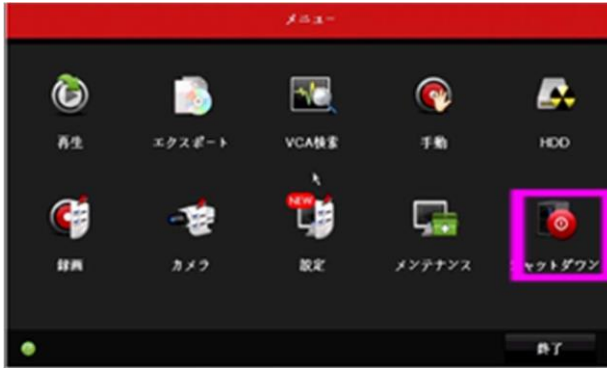 メニュー
再生 エクスポート VCA検索 手動 HDD
NEW
録画 カメラ 設定 メンテナンス ャットダウン
終了